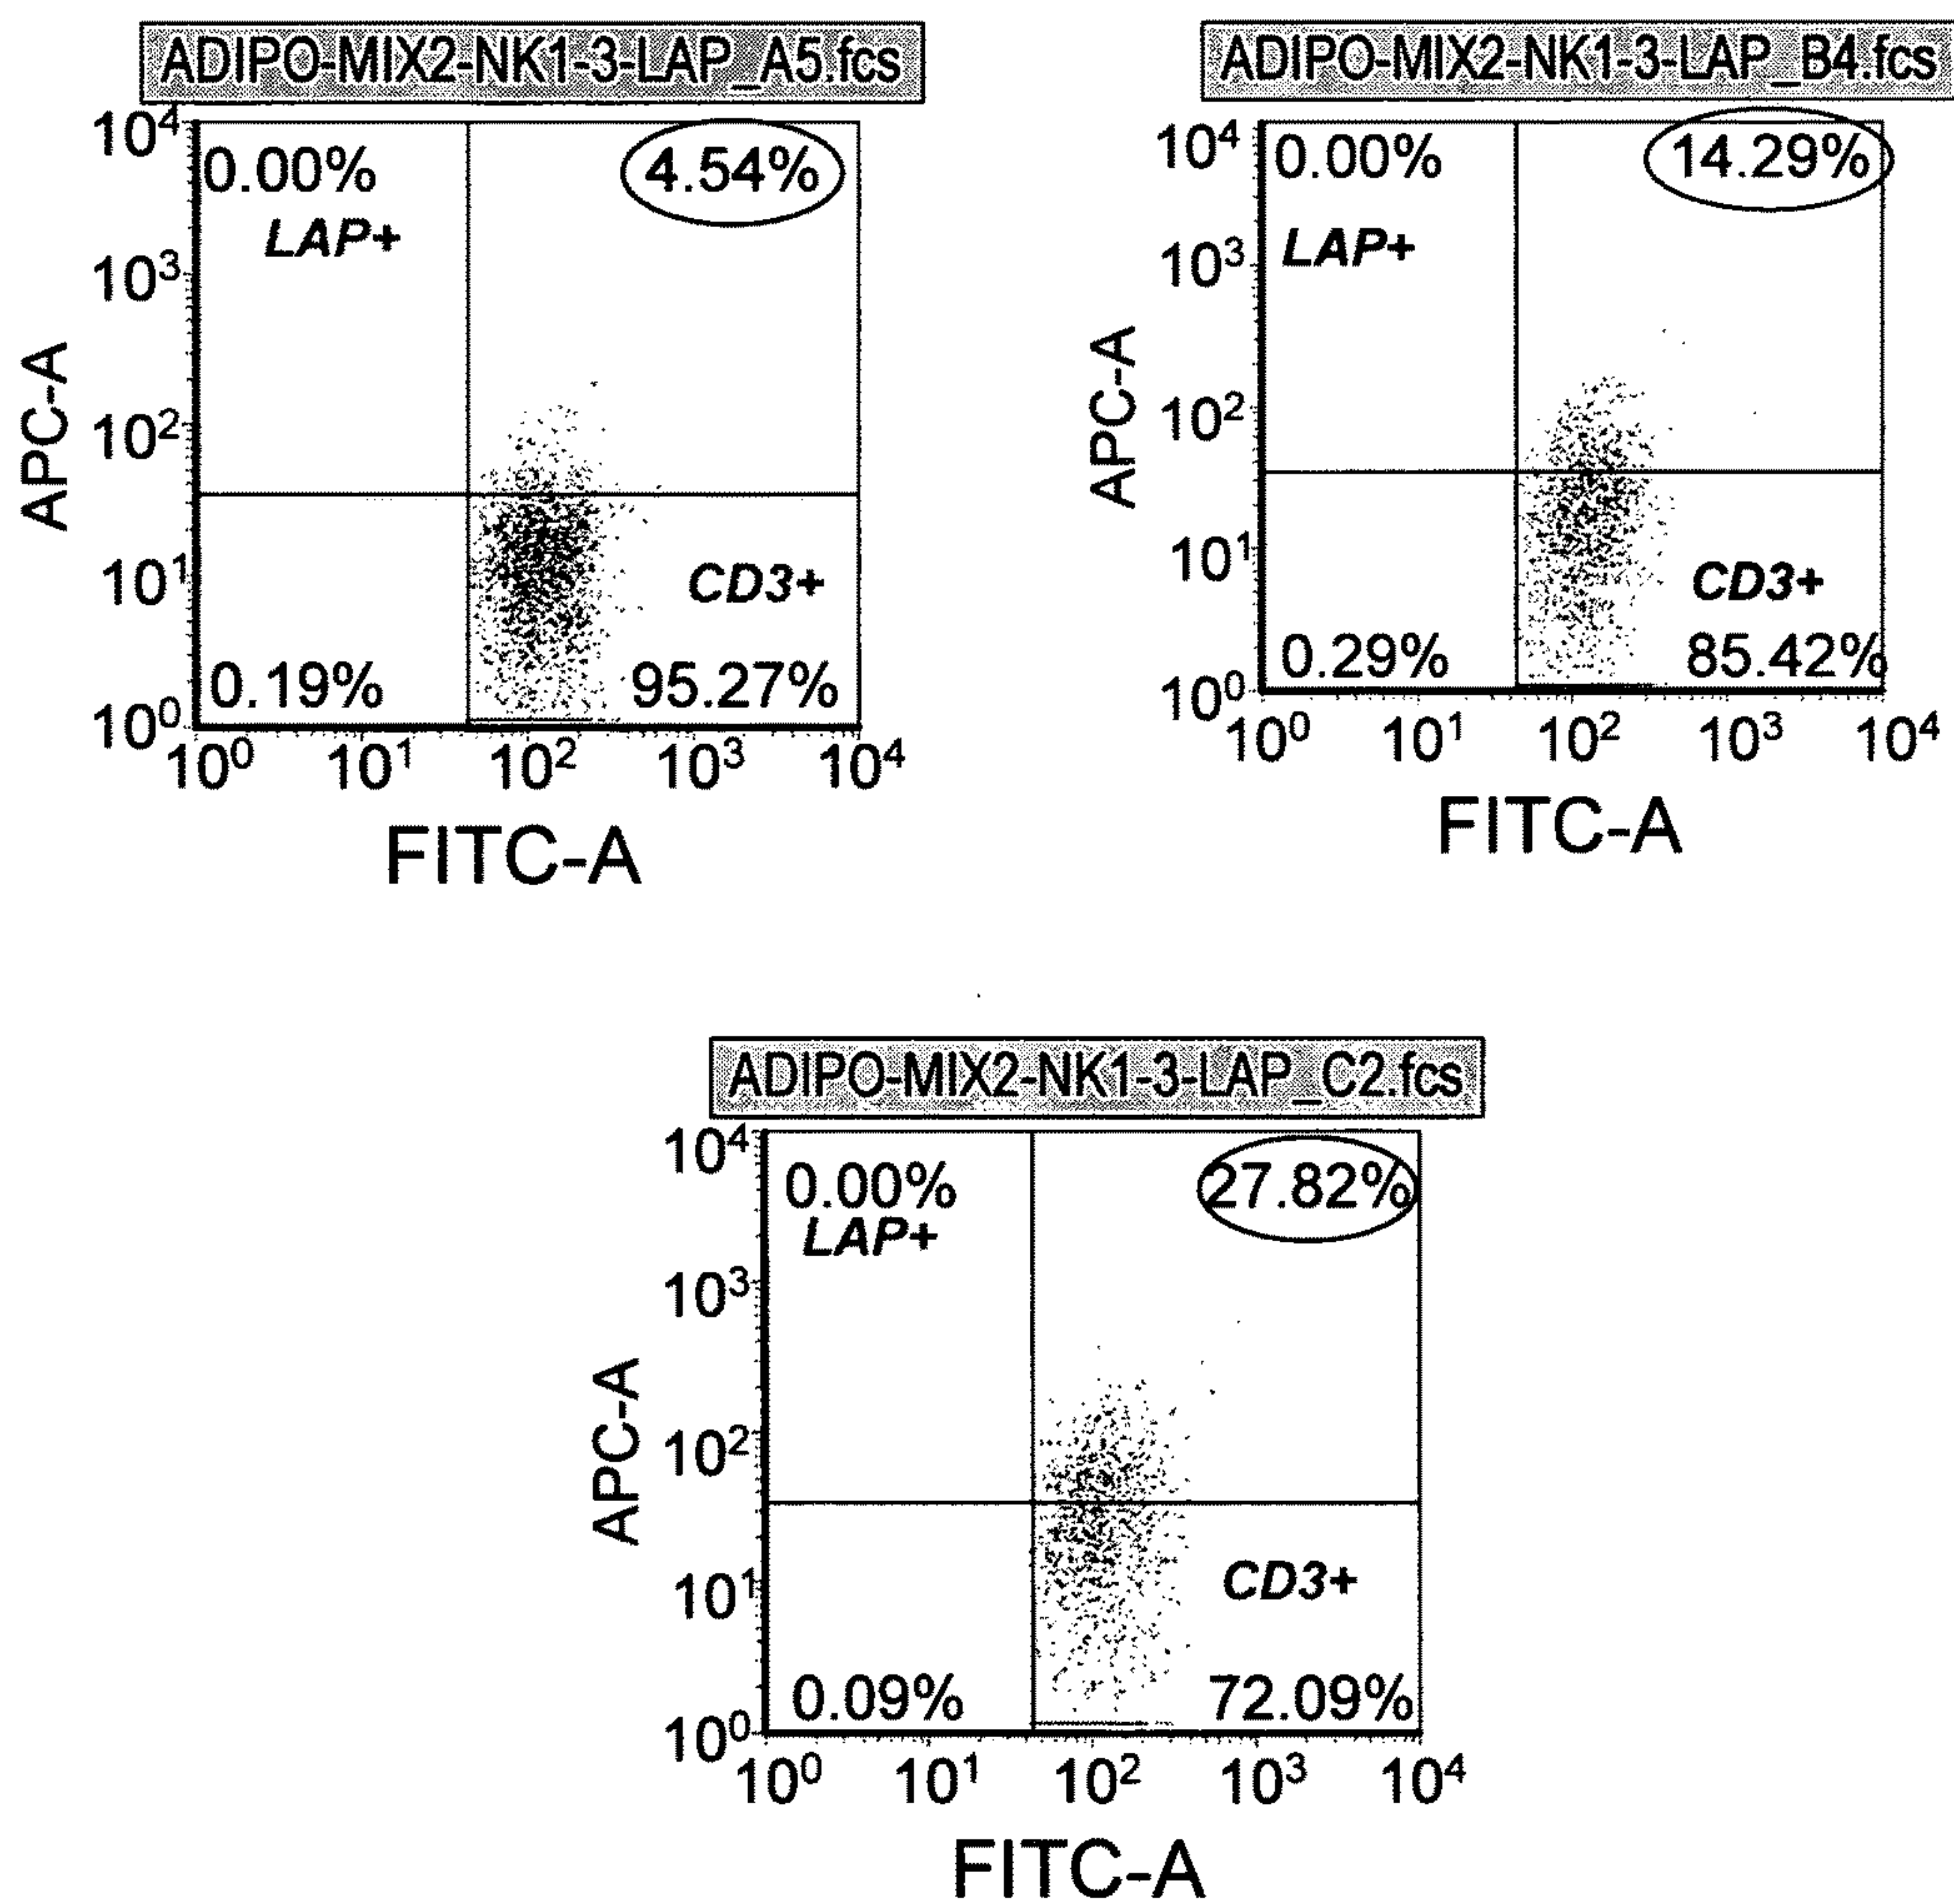 ADIPO-MIX2-NK1-3-LAP_A5.fcs
10⁴
0.00%
4.54%
LAP+
10³
APC-A
10²
10¹
CD3+
0.19%
95.27%
10⁰
10⁰ 10¹ 10² 10³ 10⁴
FITC-A
ADIPO-MIX2-NK1-3-LAP_B4.fcs
10⁴
0.00%
14.29%
LAP+
10³
APC-A
10²
10¹
CD3+
0.29%
85.42%
10⁰
10⁰ 10¹ 10² 10³ 10⁴
FITC-A
ADIPO-MIX2-NK1-3-LAP_C2.fcs
10⁴
0.00%
27.82%
LAP+
10³
APC-A
10²
10¹
CD3+
0.09%
72.09%
10⁰
10⁰ 10¹ 10² 10³ 10⁴
FITC-A